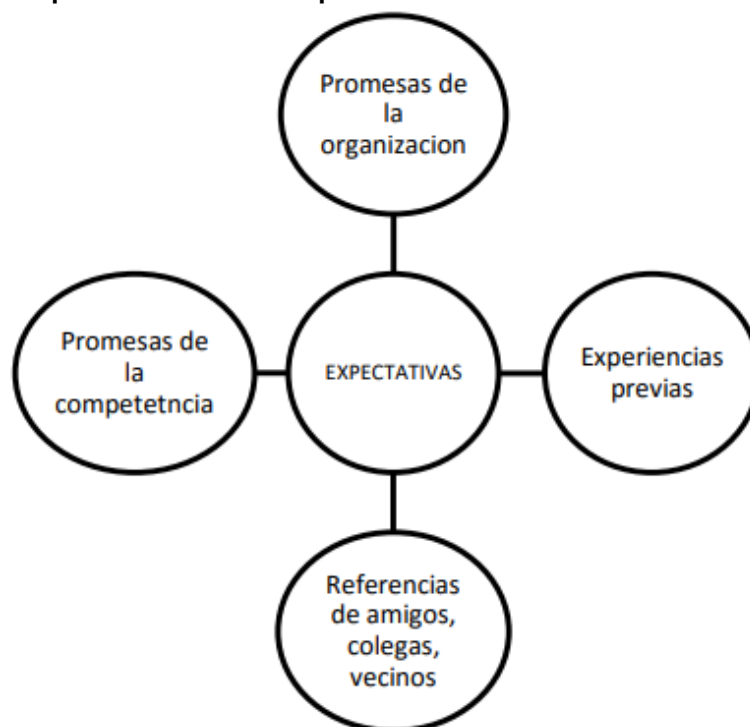 Promesas de
la
organizacion
Promesas de
la
competetncia
EXPECTATIVAS
Experiencias
previas
Referencias
de amigos,
colegas,
vecinos